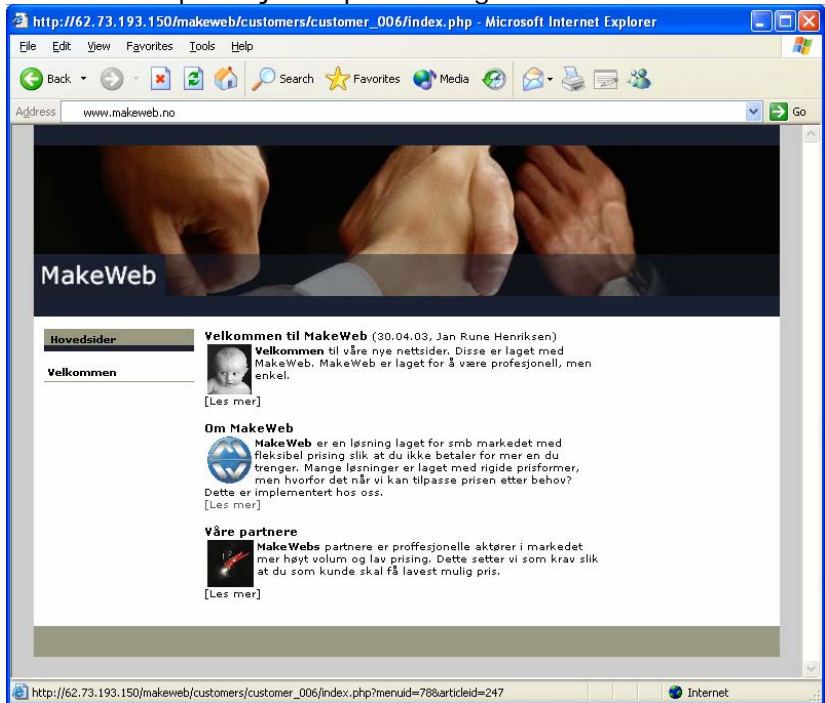 http://62.73.193.150/makeweb/customers/customer_006/index.php - Microsoft Internet Explorer
File Edit View Favorites Tools Help
Back Search Favorites Media
Address www.makeweb.no Go
MakeWeb
Hovedsider
Velkommen
Velkommen til MakeWeb (30.04.03, Jan Rune Henriksen)
Velkommen til våre nye nettsider. Disse er laget med
MakeWeb. MakeWeb er laget for å være profesjonell, men
enkel.
[Les mer]
Om MakeWeb
MakeWeb er en løsning laget for smb markedet med
fleksibel prising slik at du ikke betaler for mer en du
trenger. Mange løsninger er laget med rigide prisformer,
men hvorfor det når vi kan tilpasse prisen etter behov?
Dette er implementert hos oss.
[Les mer]
Våre partnere
MakeWebs partnere er proffesjonelle aktører i markedet
mer høyt volum og lav prising. Dette setter vi som krav slik
at du som kunde skal få lavest mulig pris.
[Les mer]
http://62.73.193.150/makeweb/customers/customer_006/index.php?menuid=78&articleid=247 Internet